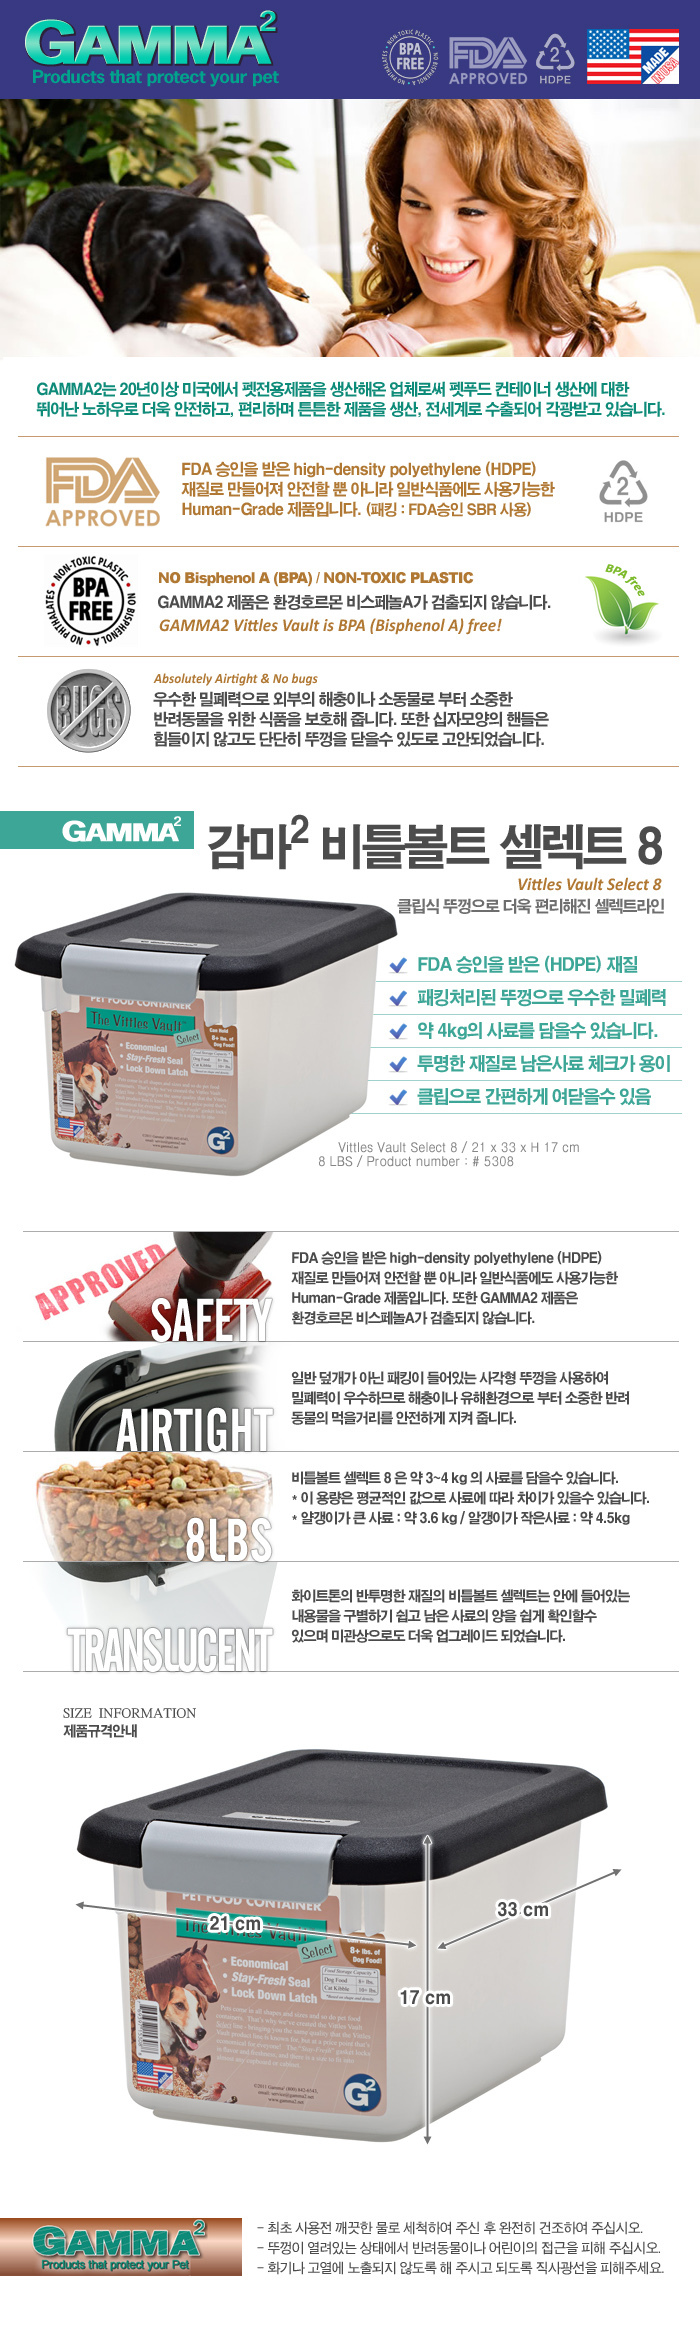 GAMMA²
Products that protect your pet
NON-TOXIC PLASTIC • NO BISPHENOL A • NO PHTHALATES
BPA
FREE
FDA
APPROVED
2
HDPE
MADE
IN USA
GAMMA2는 20년이상 미국에서 펫전용제품을 생산해온 업체로써 펫푸드 컨테이너 생산에 대한
뛰어난 노하우로 더욱 안전하고, 편리하며 튼튼한 제품을 생산, 전세계로 수출되어 각광받고 있습니다.
FDA
APPROVED
FDA 승인을 받은 high-density polyethylene (HDPE)
재질로 만들어져 안전할 뿐 아니라 일반식품에도 사용가능한
Human-Grade 제품입니다. (패킹 : FDA승인 SBR 사용)
2
HDPE
NON-TOXIC PLASTIC • NO BISPHENOL A • NO PHTHALATES
BPA
FREE
NO Bisphenol A (BPA) / NON-TOXIC PLASTIC
GAMMA2 제품은 환경호르몬 비스페놀A가 검출되지 않습니다.
GAMMA2 Vittles Vault is BPA (Bisphenol A) free!
BPA free
BUGS
Absolutely Airtight & No bugs
우수한 밀폐력으로 외부의 해충이나 소동물로 부터 소중한
반려동물을 위한 식품을 보호해 줍니다. 또한 십자모양의 핸들은
힘들이지 않고도 단단히 뚜껑을 닫을수 있도로 고안되었습니다.
GAMMA²
감마² 비틀볼트 셀렉트 8
Vittles Vault Select 8
클립식 뚜껑으로 더욱 편리해진 셀렉트라인
FDA 승인을 받은 (HDPE) 재질
패킹처리된 뚜껑으로 우수한 밀폐력
약 4kg의 사료를 담을수 있습니다.
투명한 재질로 남은사료 체크가 용이
클립으로 간편하게 여닫을수 있음
PET FOOD CONTAINER
The Vittles Vault
Select
Can Hold
8+ lbs. of
Dog Food!
• Economical
• Stay-Fresh Seal
• Lock Down Latch
G²
Vittles Vault Select 8 / 21 x 33 x H 17 cm
8 LBS / Product number : # 5308
APPROVED
SAFETY
FDA 승인을 받은 high-density polyethylene (HDPE)
재질로 만들어져 안전할 뿐 아니라 일반식품에도 사용가능한
Human-Grade 제품입니다. 또한 GAMMA2 제품은
환경호르몬 비스페놀A가 검출되지 않습니다.
AIRTIGHT
일반 덮개가 아닌 패킹이 들어있는 사각형 뚜껑을 사용하여
밀폐력이 우수하므로 해충이나 유해환경으로 부터 소중한 반려
동물의 먹을거리를 안전하게 지켜 줍니다.
8LBS
비틀볼트 셀렉트 8 은 약 3~4 kg 의 사료를 담을수 있습니다.
* 이 용량은 평균적인 값으로 사료에 따라 차이가 있을수 있습니다.
* 알갱이가 큰 사료 : 약 3.6 kg / 알갱이가 작은사료 : 약 4.5kg
TRANSLUCENT
화이트톤의 반투명한 재질의 비틀볼트 셀렉트는 안에 들어있는
내용물을 구별하기 쉽고 남은 사료의 양을 쉽게 확인할수
있으며 미관상으로도 더욱 업그레이드 되었습니다.
SIZE INFORMATION
제품규격안내
PET FOOD CONTAINER
The Vittles Vault
Select
8+ lbs. of
Dog Food!
• Economical
• Stay-Fresh Seal
• Lock Down Latch
Food Storage Capacity *
Dog Food 8+ lbs.
Cat Kibble 10+ lbs.
G²
21 cm
33 cm
17 cm
GAMMA²
Products that protect your Pet
- 최초 사용전 깨끗한 물로 세척하여 주신 후 완전히 건조하여 주십시오.
- 뚜껑이 열려있는 상태에서 반려동물이나 어린이의 접근을 피해 주십시오.
- 화기나 고열에 노출되지 않도록 해 주시고 되도록 직사광선을 피해주세요.